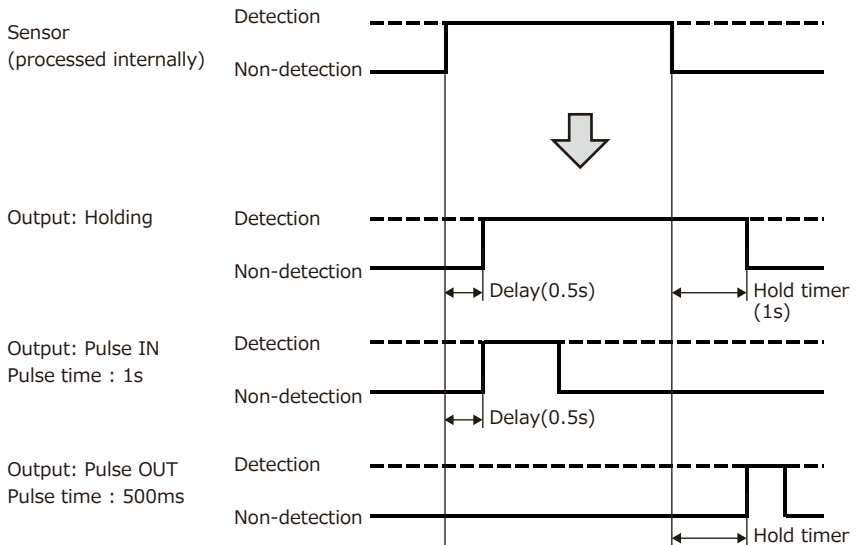 Sensor
(processed internally)
Detection
Non-detection
Output: Holding
Detection
Non-detection
Delay(0.5s)
Hold timer
(1s)
Output: Pulse IN
Pulse time : 1s
Detection
Non-detection
Delay(0.5s)
Output: Pulse OUT
Pulse time : 500ms
Detection
Non-detection
Hold timer